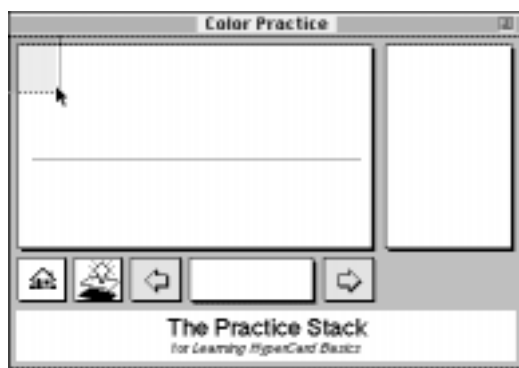 Color Practice
The Practice Stack
for Learning HyperCard Basics